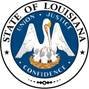 STATE OF LOUISIANA
UNION · JUSTICE
CONFIDENCE